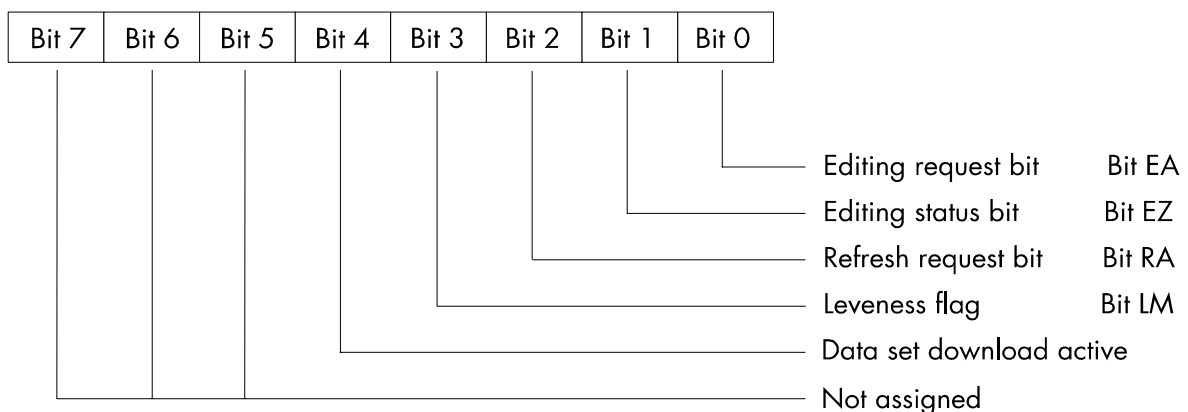 Bit 7 Bit 6 Bit 5 Bit 4 Bit 3 Bit 2 Bit 1 Bit 0
Editing request bit Bit EA
Editing status bit Bit EZ
Refresh request bit Bit RA
Leveness flag Bit LM
Data set download active
Not assigned